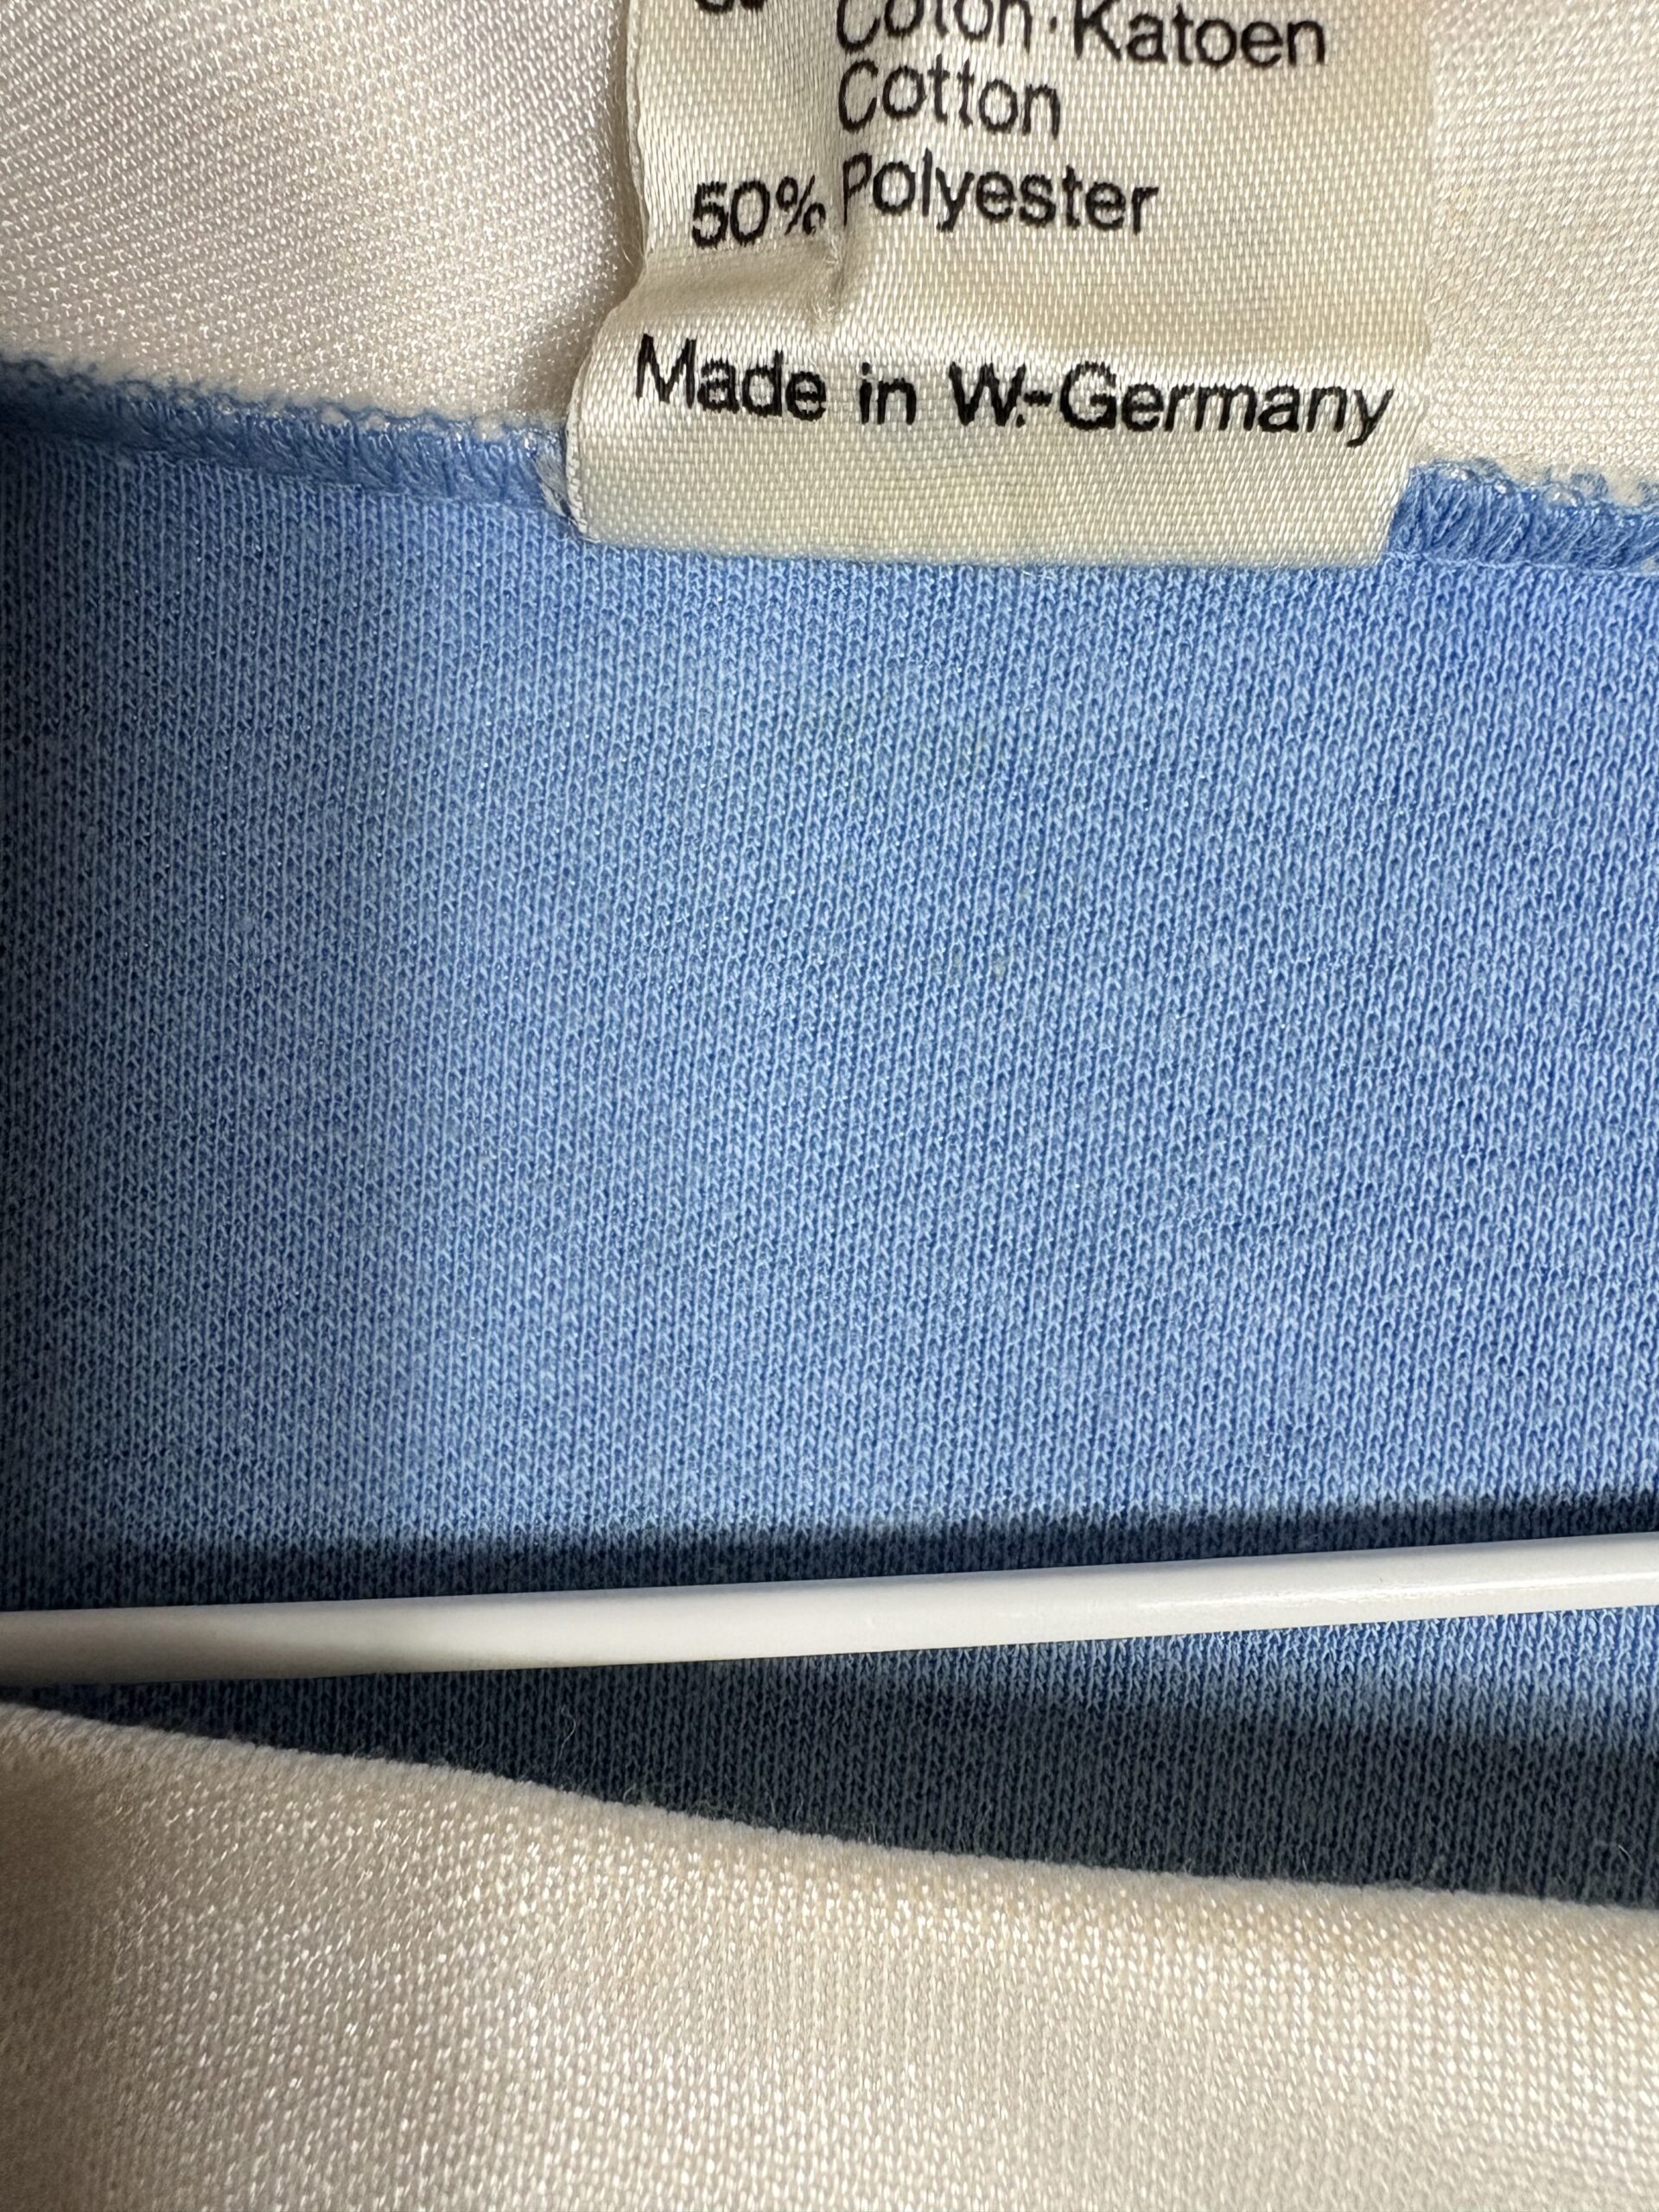 Coton · Katoen
Cotton
50% Polyester
Made in W.-Germany